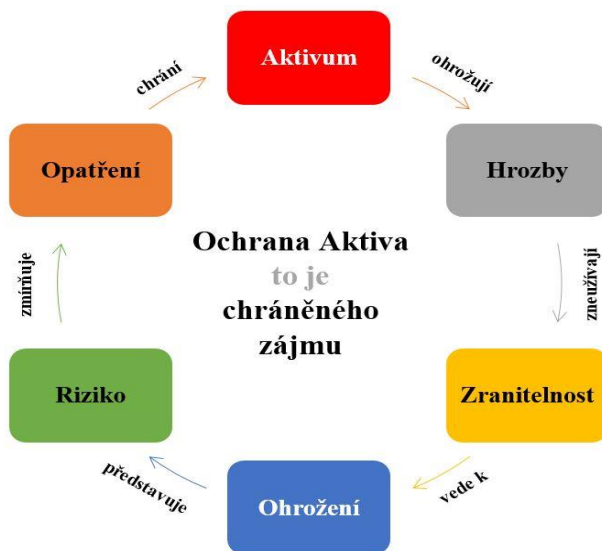 Aktivum
ohrožují
Hrozby
zneužívají
Zranitelnost
vede k
Ohrožení
představuje
Riziko
zmírňuje
Opatření
chrání
Ochrana Aktiva
to je
chráněného
zájmu